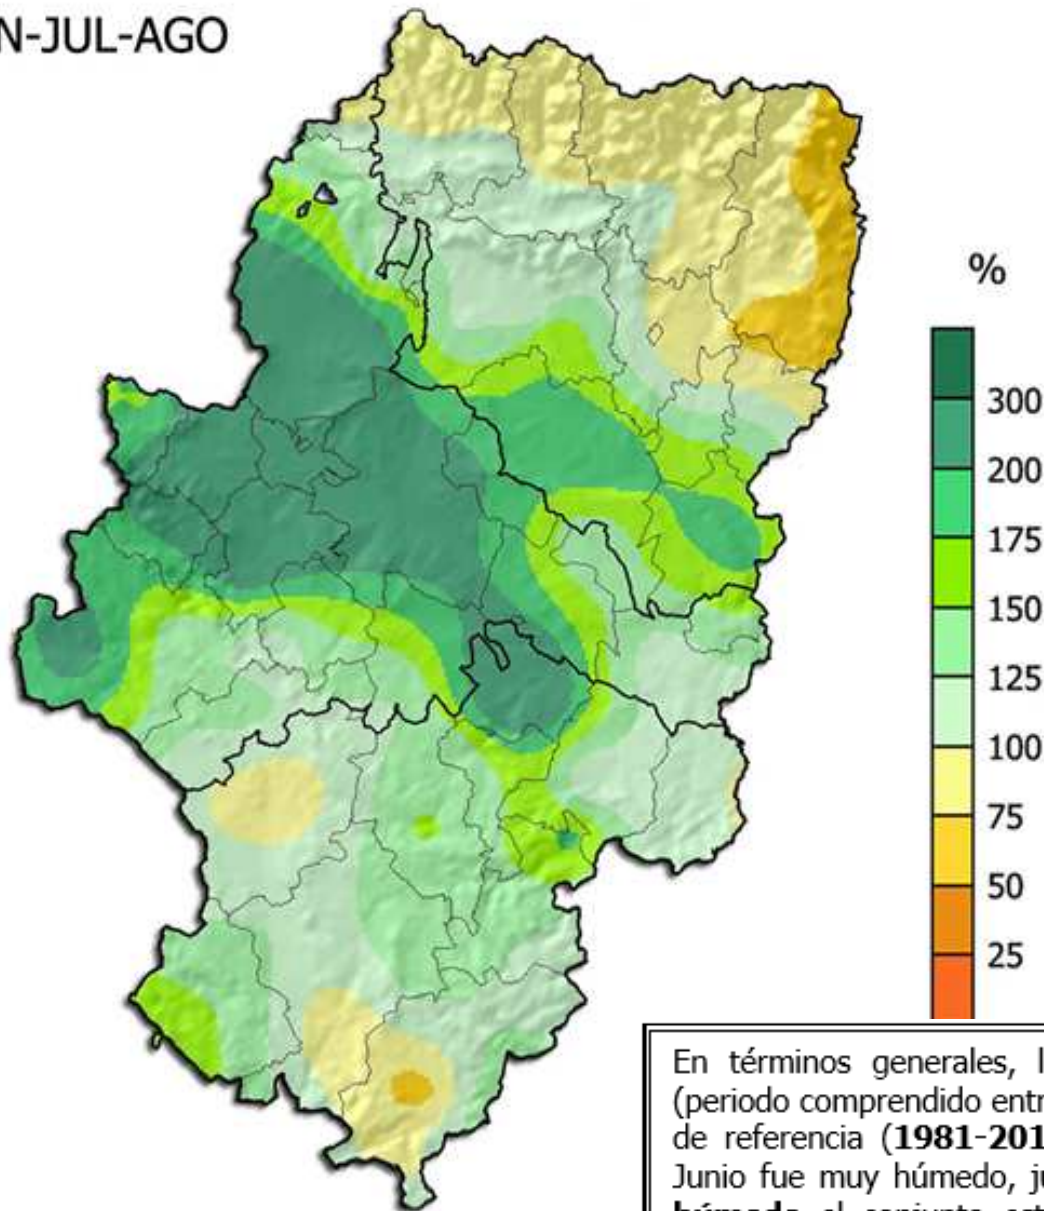 N-JUL-AGO
%
300
200
175
150
125
100
75
50
25
En términos generales, l
(periodo comprendido entr
de referencia (1981-201
Junio fue muy húmedo, ju